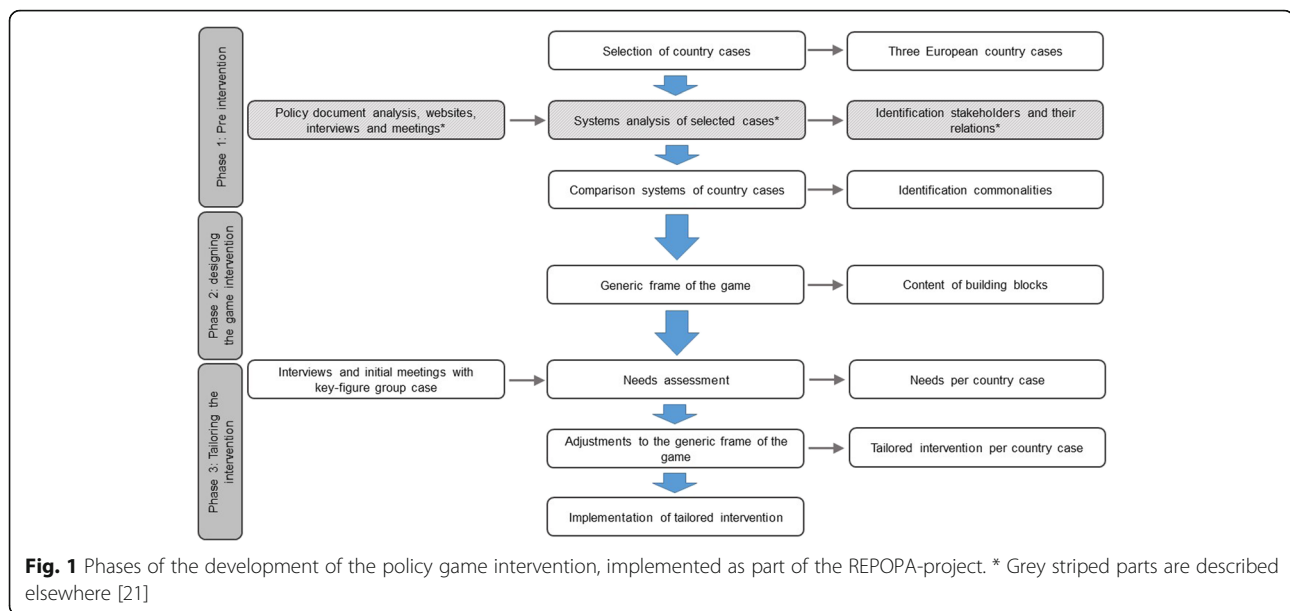 Phase 1: Pre intervention
Selection of country cases
Three European country cases
Policy document analysis, websites,
interviews and meetings*
Systems analysis of selected cases*
Identification stakeholders and their
relations*
Comparison systems of country cases
Identification commonalities
Phase 2: designing
the game intervention
Generic frame of the game
Content of building blocks
Phase 3: Tailoring the
intervention
Interviews and initial meetings with
key-figure group case
Needs assessment
Needs per country case
Adjustments to the generic frame of the
game
Tailored intervention per country case
Implementation of tailored intervention
Fig. 1 Phases of the development of the policy game intervention, implemented as part of the REPOPA-project. * Grey striped parts are described
elsewhere [21]